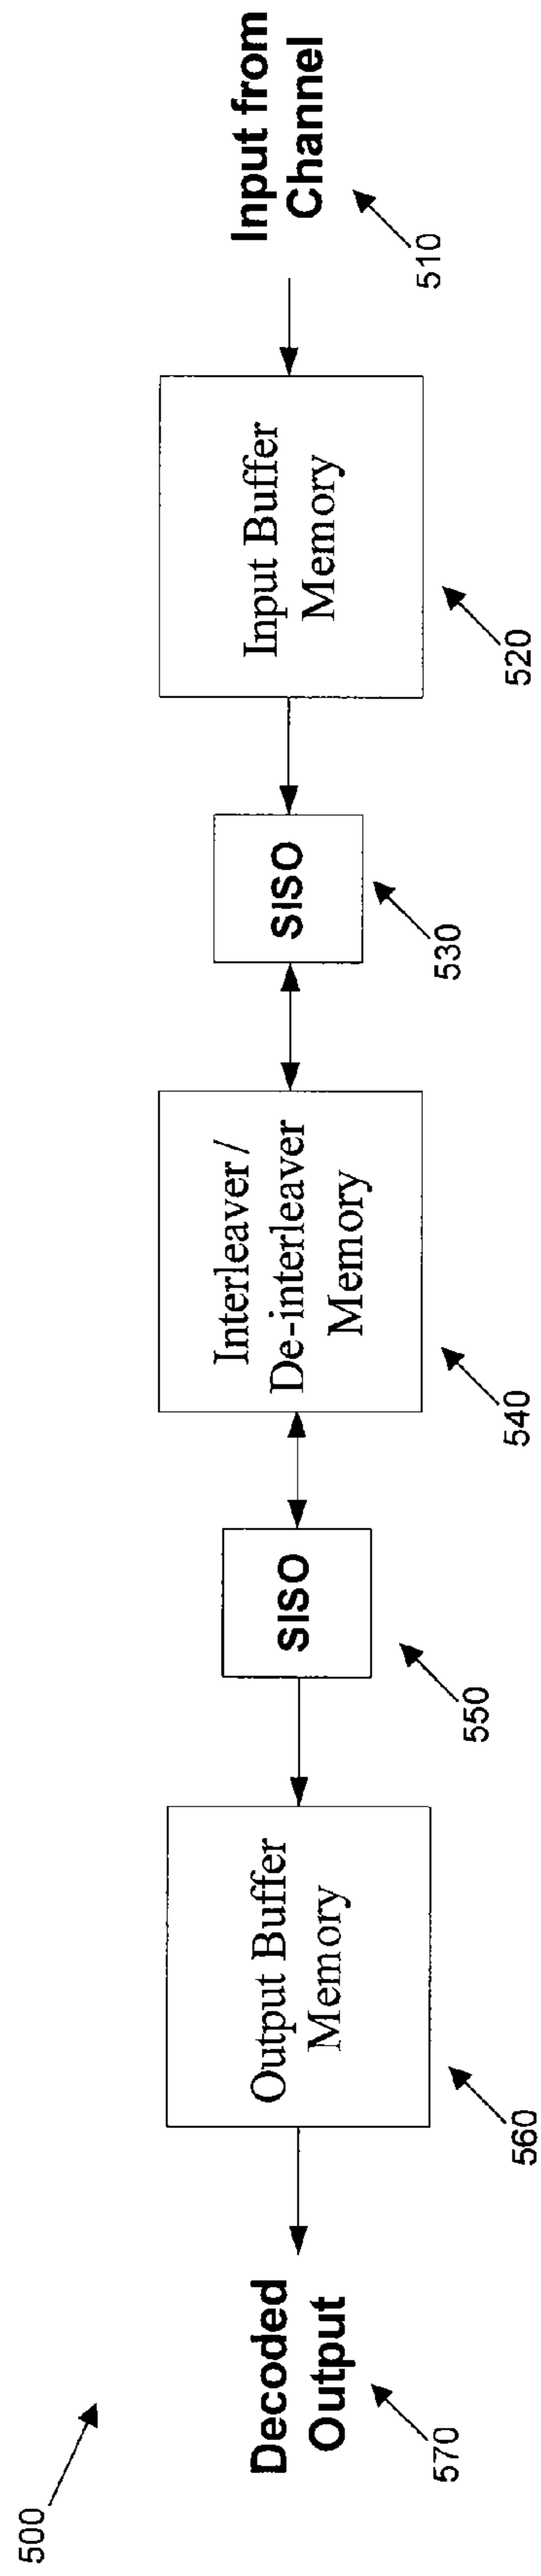 500
Decoded
Output
570
Output Buffer
Memory
560
SISO
550
Interleaver /
De-interleaver
Memory
540
SISO
530
Input Buffer
Memory
520
Input from
Channel
510